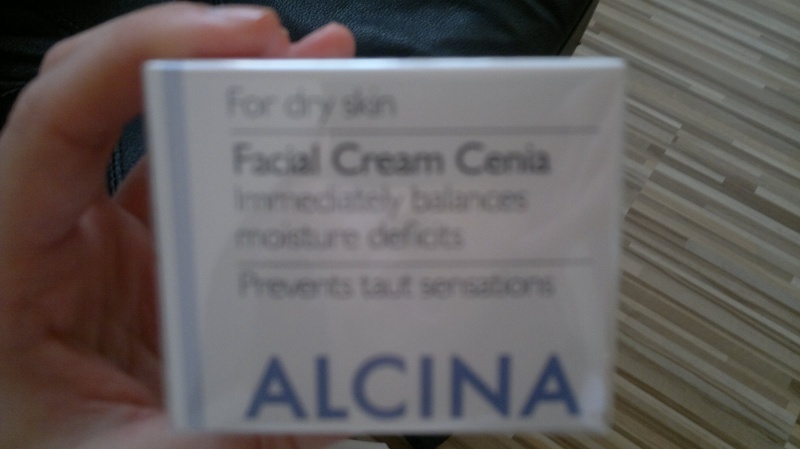 For dry skin
Facial Cream Cenia
Immediately balances
moisture deficits
Prevents taut sensations
ALCINA